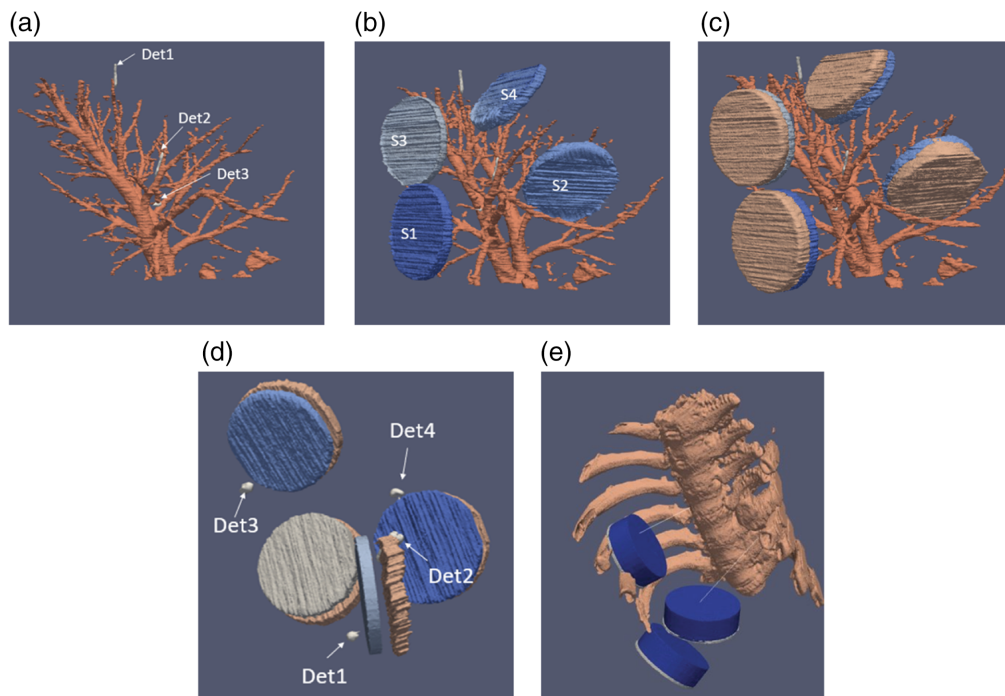 (a)
(b)
(c)
Det1
Det2
Det3
S4
S3
S2
S1
(d)
(e)
Det4
Det3
Det2
Det1